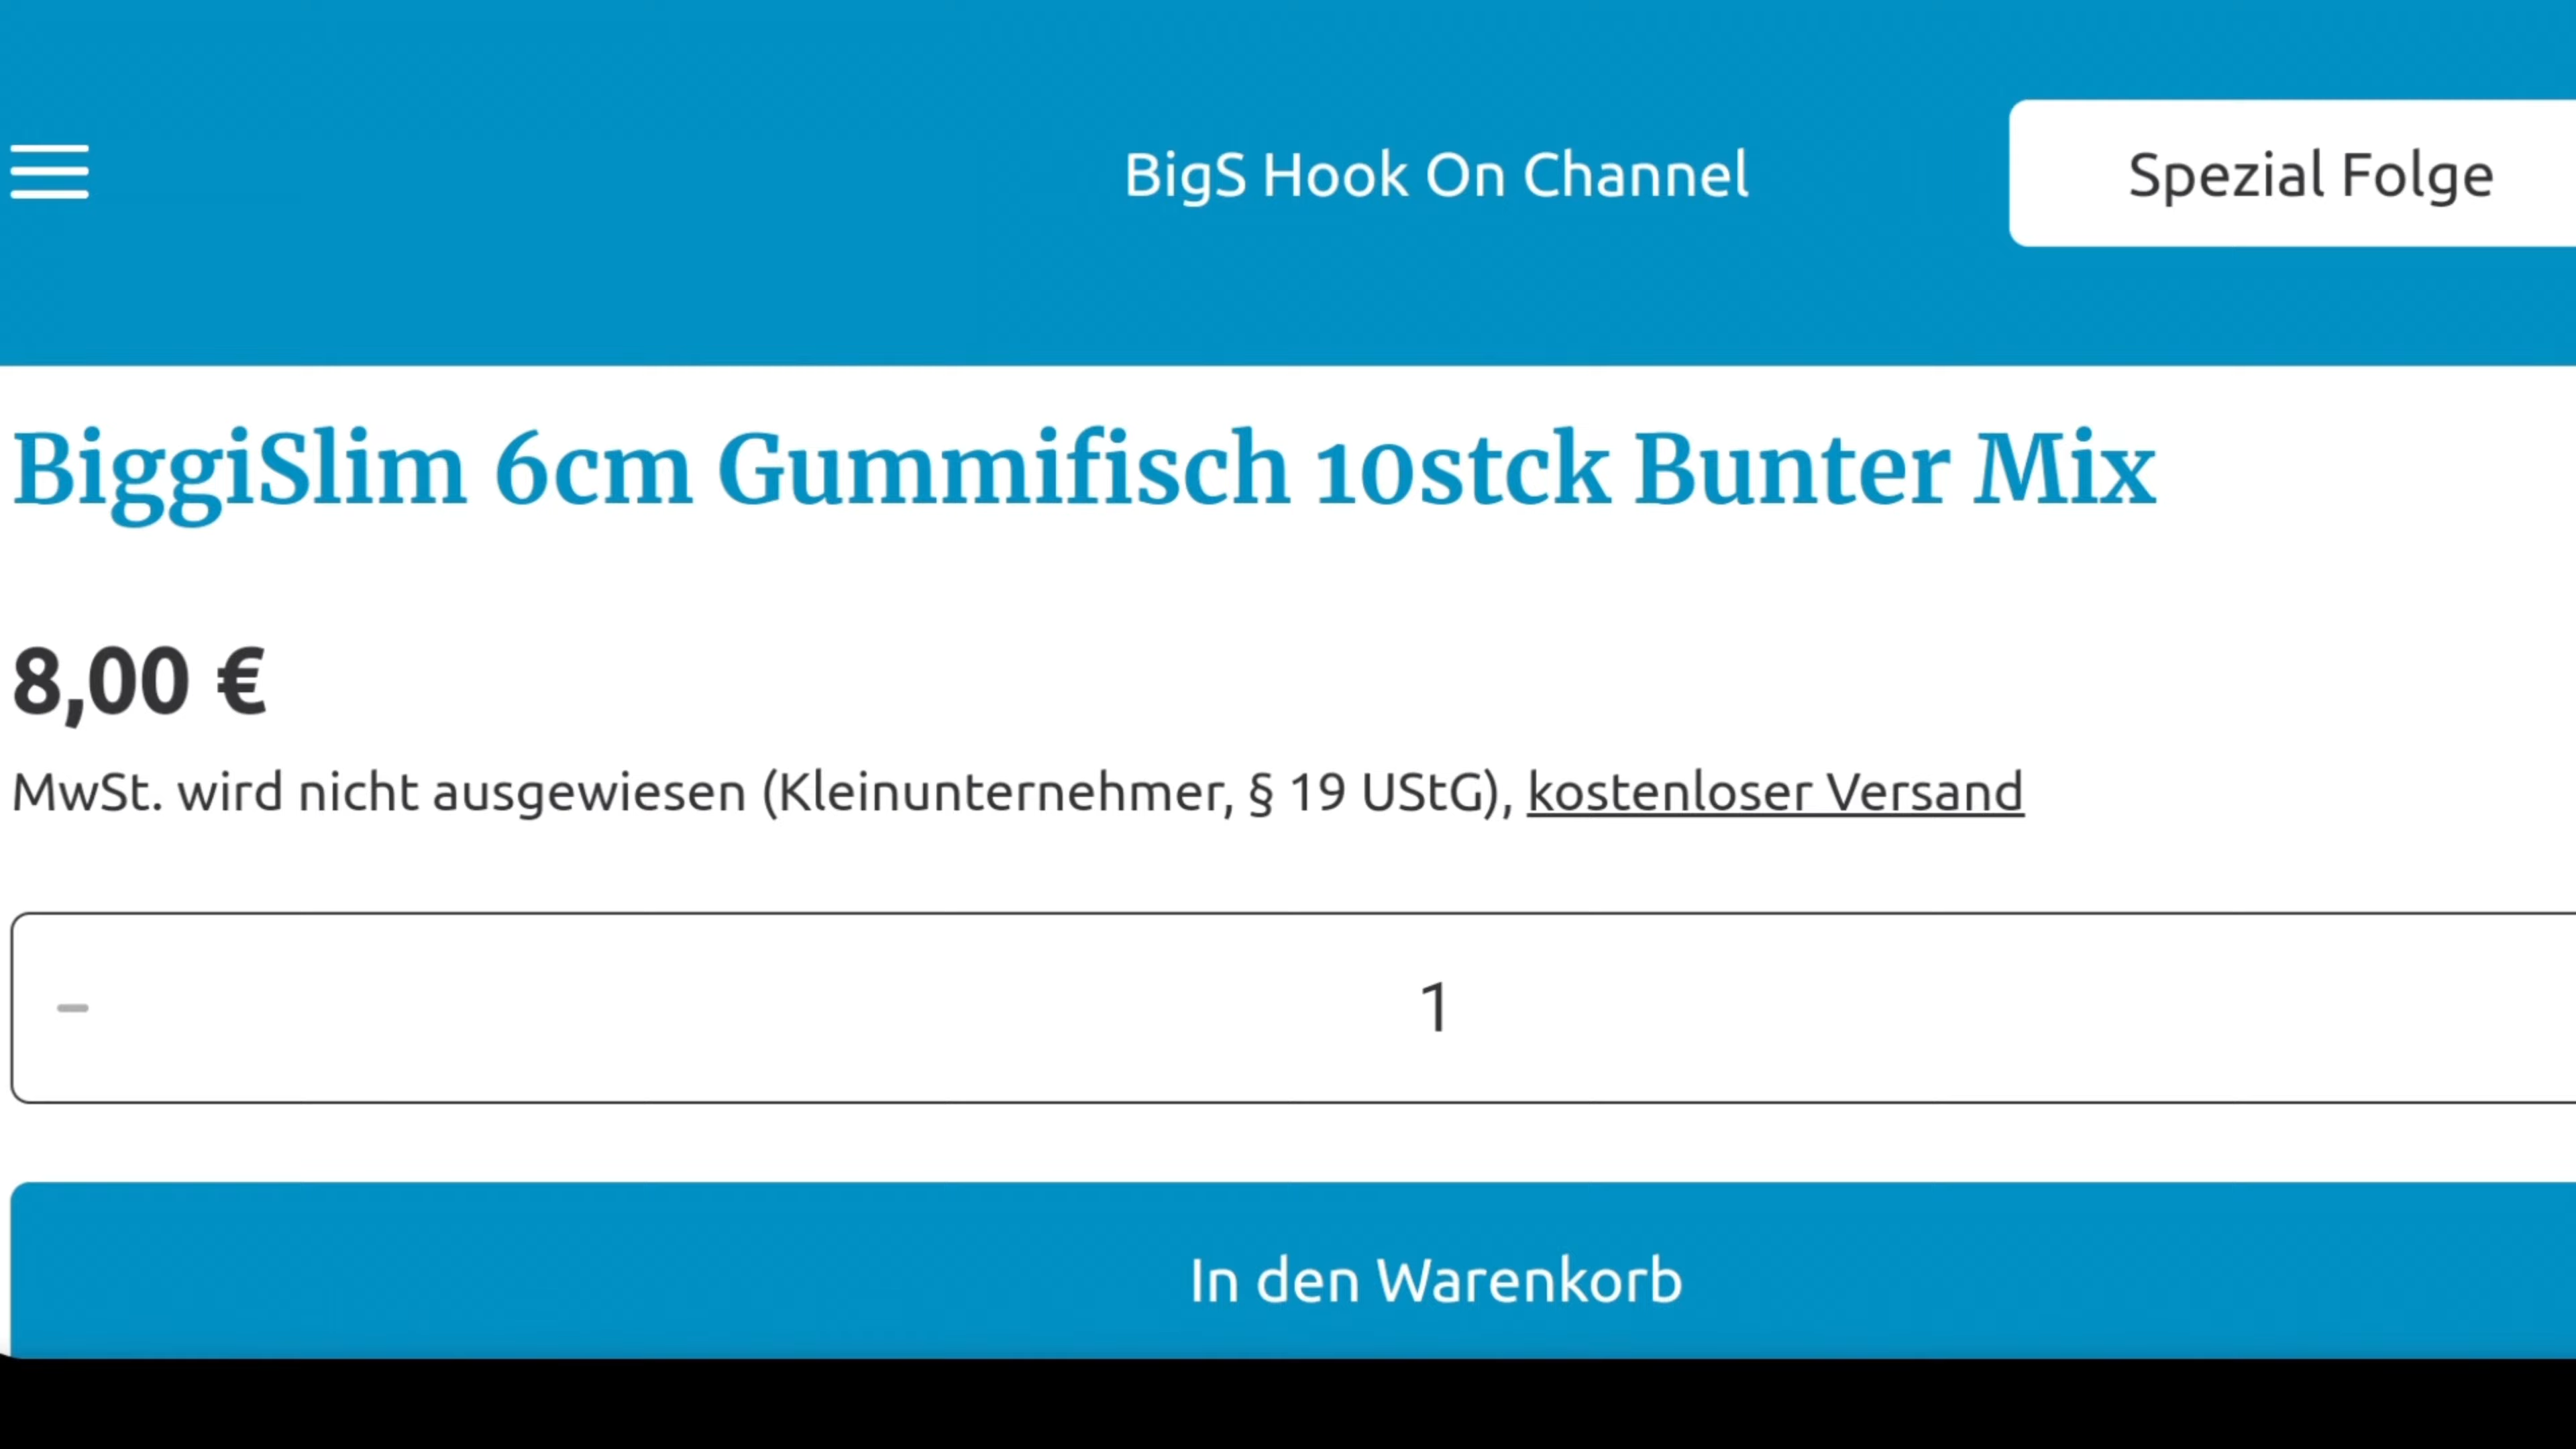 BigS Hook On Channel
Spezial Folge
BiggiSlim 6cm Gummifisch 10stck Bunter Mix
8,00 €
MwSt. wird nicht ausgewiesen (Kleinunternehmer, § 19 UStG), kostenloser Versand
1
In den Warenkorb